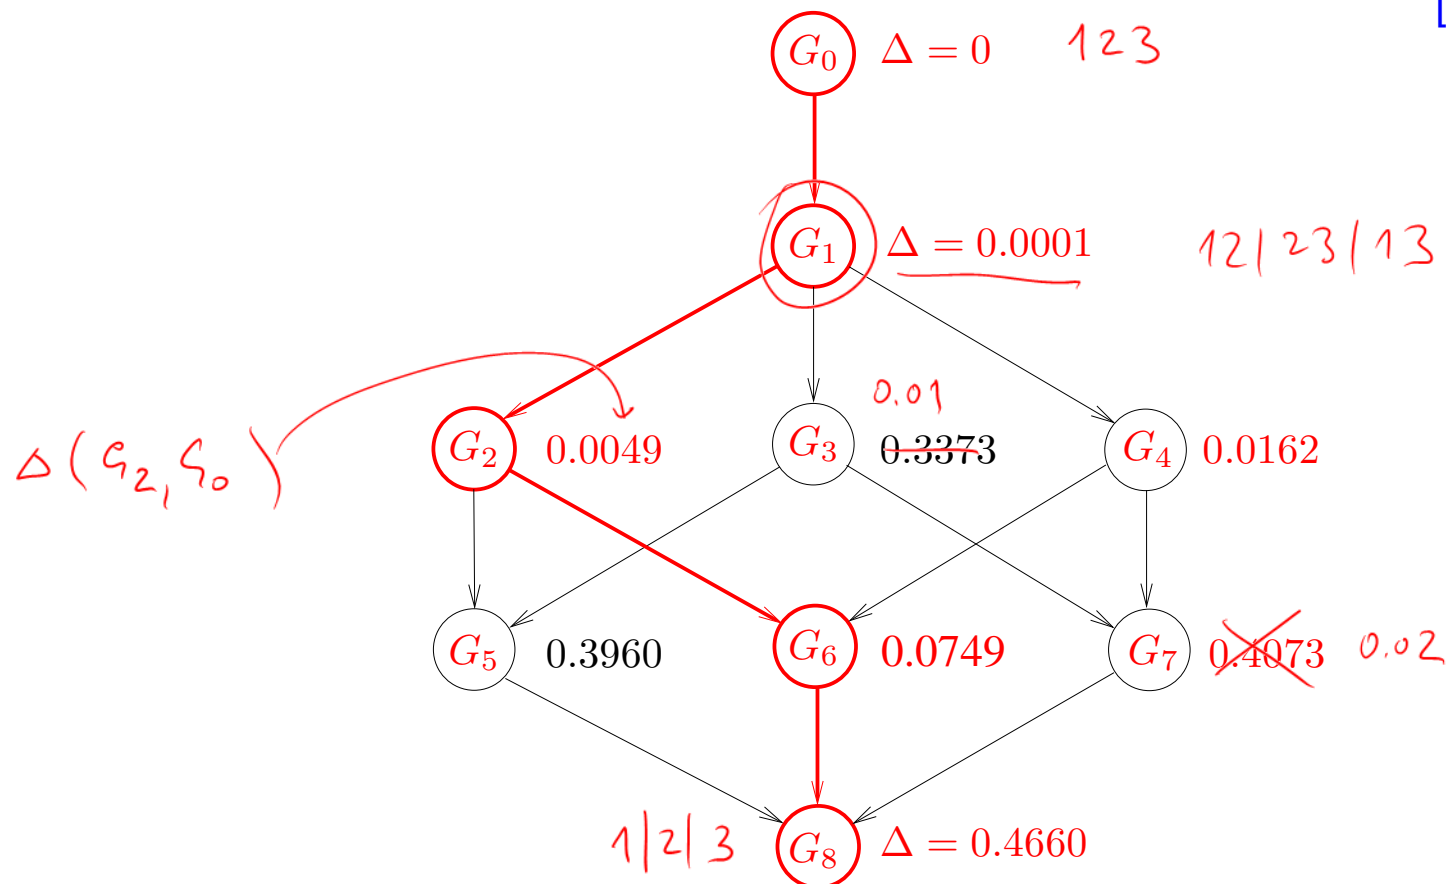 G₀ Δ = 0 123
G₁ Δ = 0.0001 12|23|13
0.01
Δ(G₂,G₀) G₂ 0.0049 G₃ 0.3373 G₄ 0.0162
G₅ 0.3960 G₆ 0.0749 G₇ 0.4073 0.02
1|2|3 G₈ Δ = 0.4660